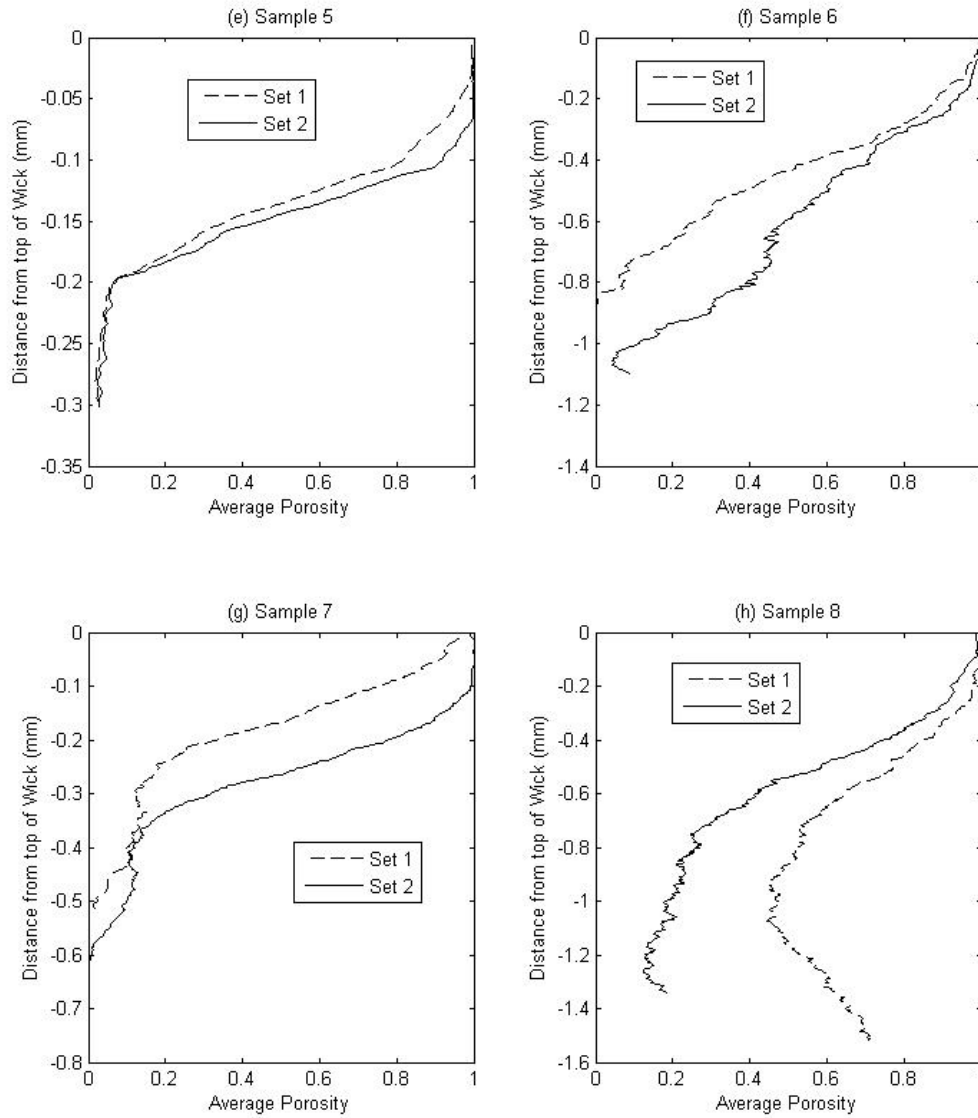 (e) Sample 5
0
-0.05
-0.1
-0.15
-0.2
-0.25
-0.3
-0.35
Distance from top of Wick (mm)
Set 1
Set 2
0 0.2 0.4 0.6 0.8 1
Average Porosity
(f) Sample 6
0
-0.2
-0.4
-0.6
-0.8
-1
-1.2
-1.4
Distance from top of Wick (mm)
Set 1
Set 2
0 0.2 0.4 0.6 0.8
Average Porosity
(g) Sample 7
0
-0.1
-0.2
-0.3
-0.4
-0.5
-0.6
-0.7
-0.8
Distance from top of Wick (mm)
Set 1
Set 2
0 0.2 0.4 0.6 0.8 1
Average Porosity
(h) Sample 8
0
-0.2
-0.4
-0.6
-0.8
-1
-1.2
-1.4
-1.6
Distance from top of Wick (mm)
Set 1
Set 2
0 0.2 0.4 0.6 0.8
Average Porosity